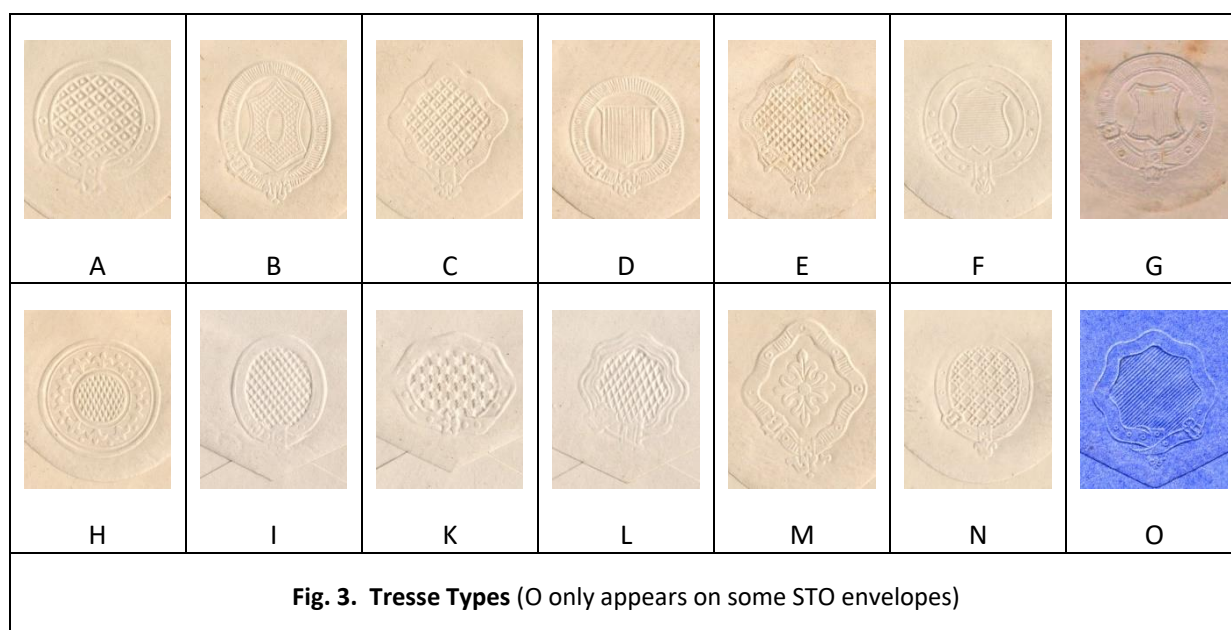 A B C D E F G
H I K L M N O
Fig. 3. Tresse Types (O only appears on some STO envelopes)